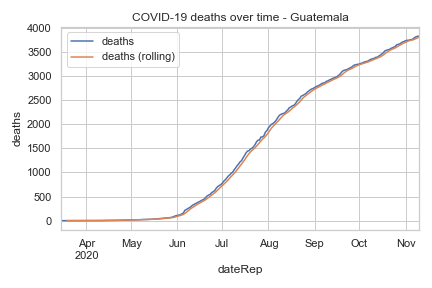 COVID-19 deaths over time - Guatemala
deaths
deaths (rolling)
4000
3500
3000
2500
2000
1500
1000
500
0
deaths
Apr May Jun Jul Aug Sep Oct Nov
2020
dateRep